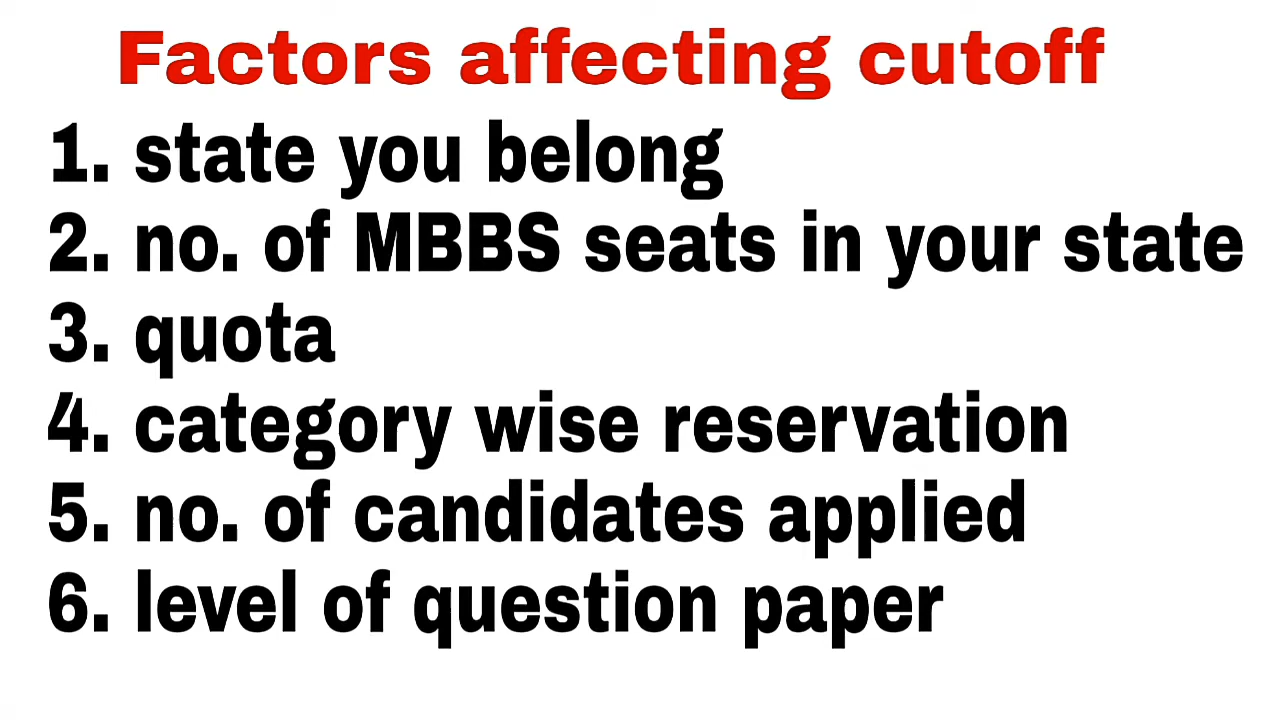 Factors affecting cutoff
1. state you belong
2. no. of MBBS seats in your state
3. quota
4. category wise reservation
5. no. of candidates applied
6. level of question paper